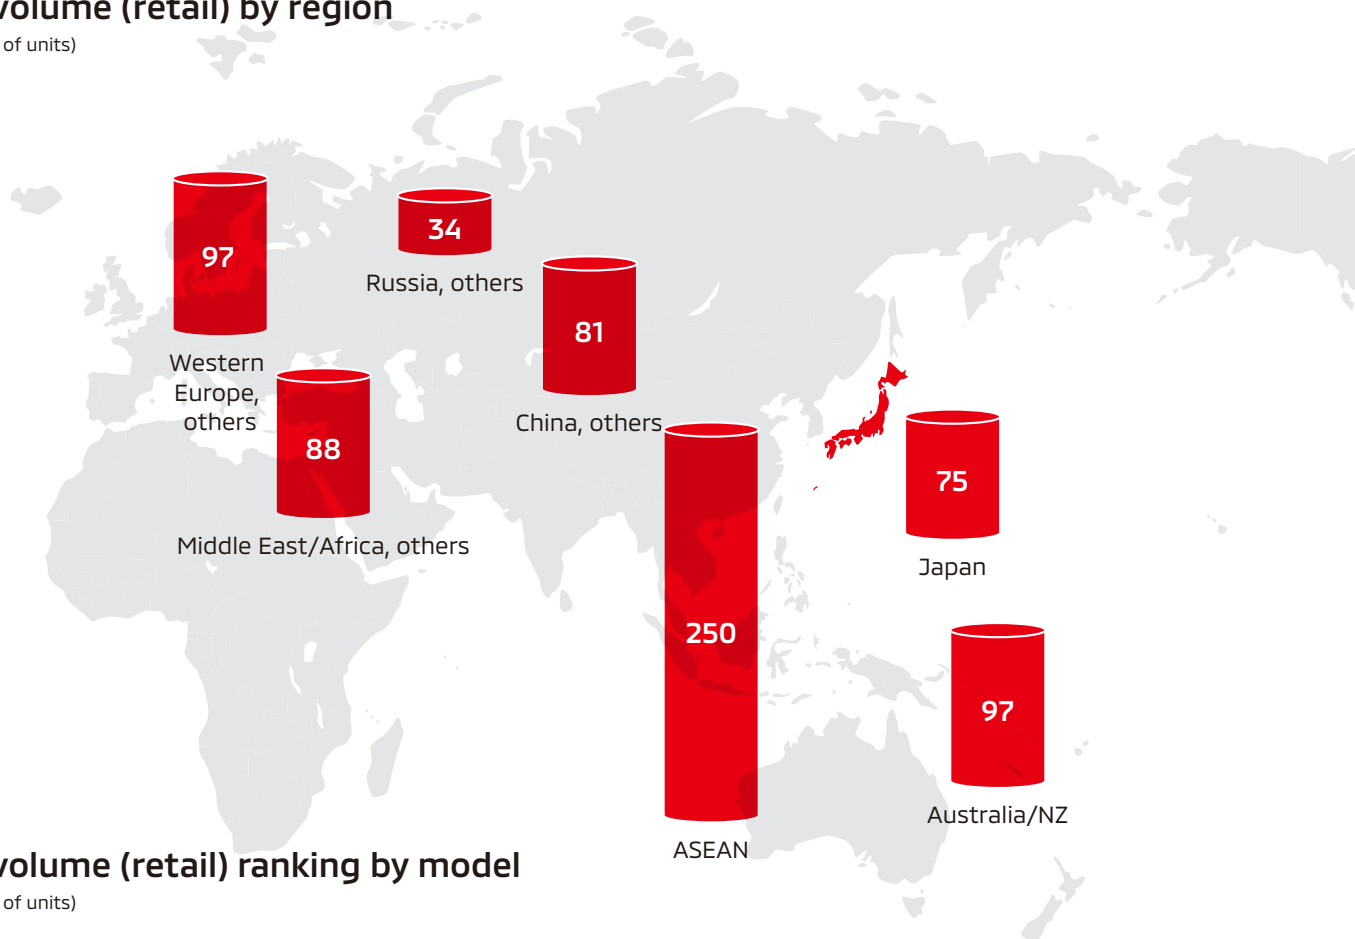 volume (retail) by region
of units)
97
Western
Europe,
others
34
Russia, others
81
China, others
88
Middle East/Africa, others
250
ASEAN
75
Japan
97
Australia/NZ
volume (retail) ranking by model
of units)